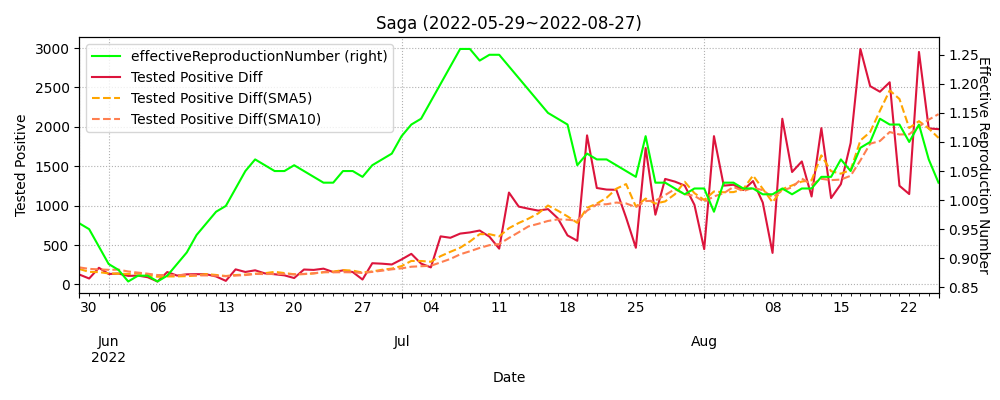 Saga (2022-05-29~2022-08-27)
effectiveReproductionNumber (right)
Tested Positive Diff
Tested Positive Diff(SMA5)
Tested Positive Diff(SMA10)
Tested Positive
3000
2500
2000
1500
1000
500
0
Effective Reproduction Number
1.25
1.20
1.15
1.10
1.05
1.00
0.95
0.90
0.85
30 06 13 20 27 04 11 18 25 08 15 22
Jun Jul Aug
2022
Date